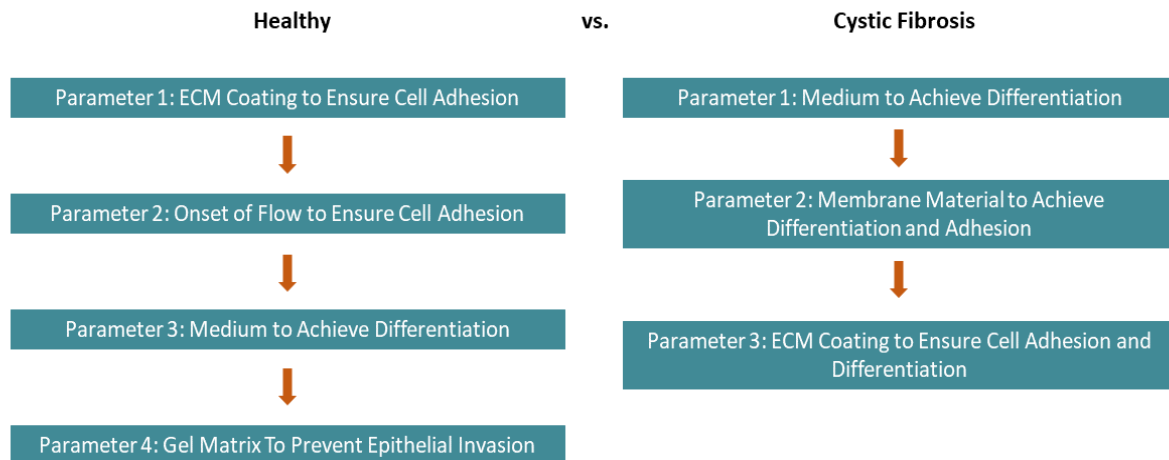 Healthy
vs.
Cystic Fibrosis
Parameter 1: ECM Coating to Ensure Cell Adhesion
Parameter 2: Onset of Flow to Ensure Cell Adhesion
Parameter 3: Medium to Achieve Differentiation
Parameter 4: Gel Matrix To Prevent Epithelial Invasion
Parameter 1: Medium to Achieve Differentiation
Parameter 2: Membrane Material to Achieve
Differentiation and Adhesion
Parameter 3: ECM Coating to Ensure Cell Adhesion and
Differentiation